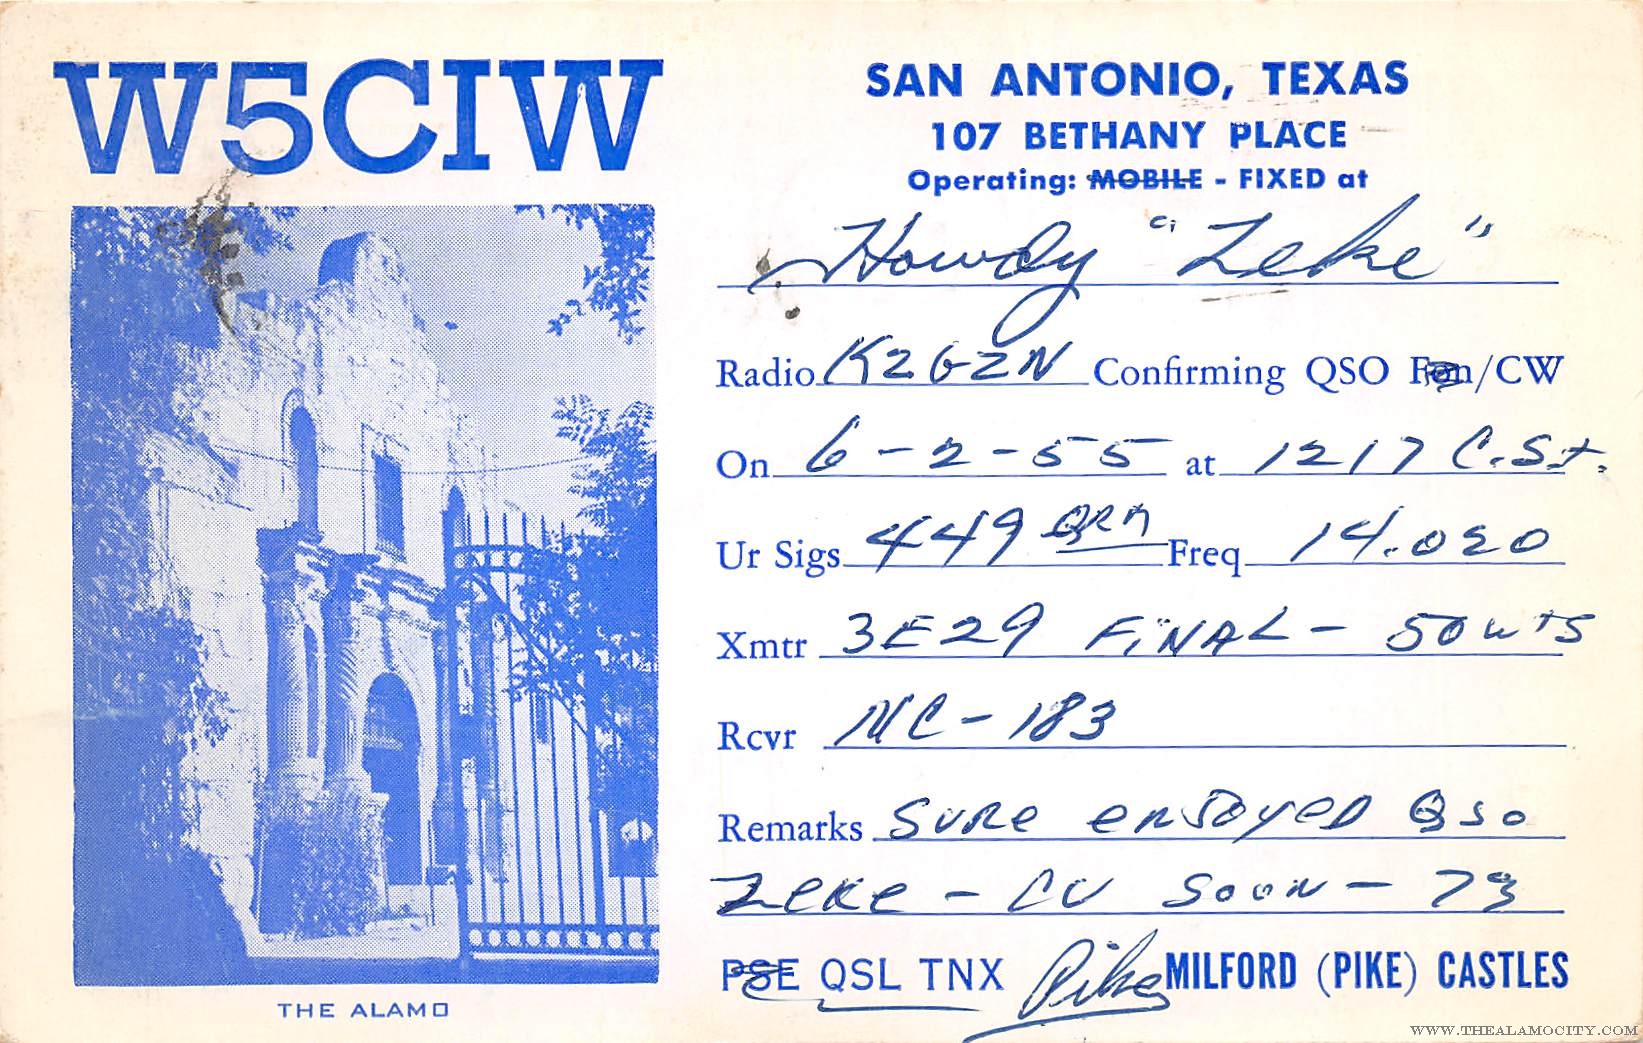 W5CIW
SAN ANTONIO, TEXAS
107 BETHANY PLACE
Operating: MOBILE - FIXED at
Howdy "Zeke"
Radio K2GZN Confirming QSO Fon/CW
On 6-2-55 at 1217 C.S.t.
Ur Sigs 449 QRM Freq 14.020
Xmtr 3E29 FiNAL - 50 wts
Rcvr NC-183
Remarks SURe enJoyeD Qso
Zeke - CU Soon - 73
PSE QSL TNX Pike MILFORD (PIKE) CASTLES
THE ALAMO
WWW.THEALAMOCITY.COM